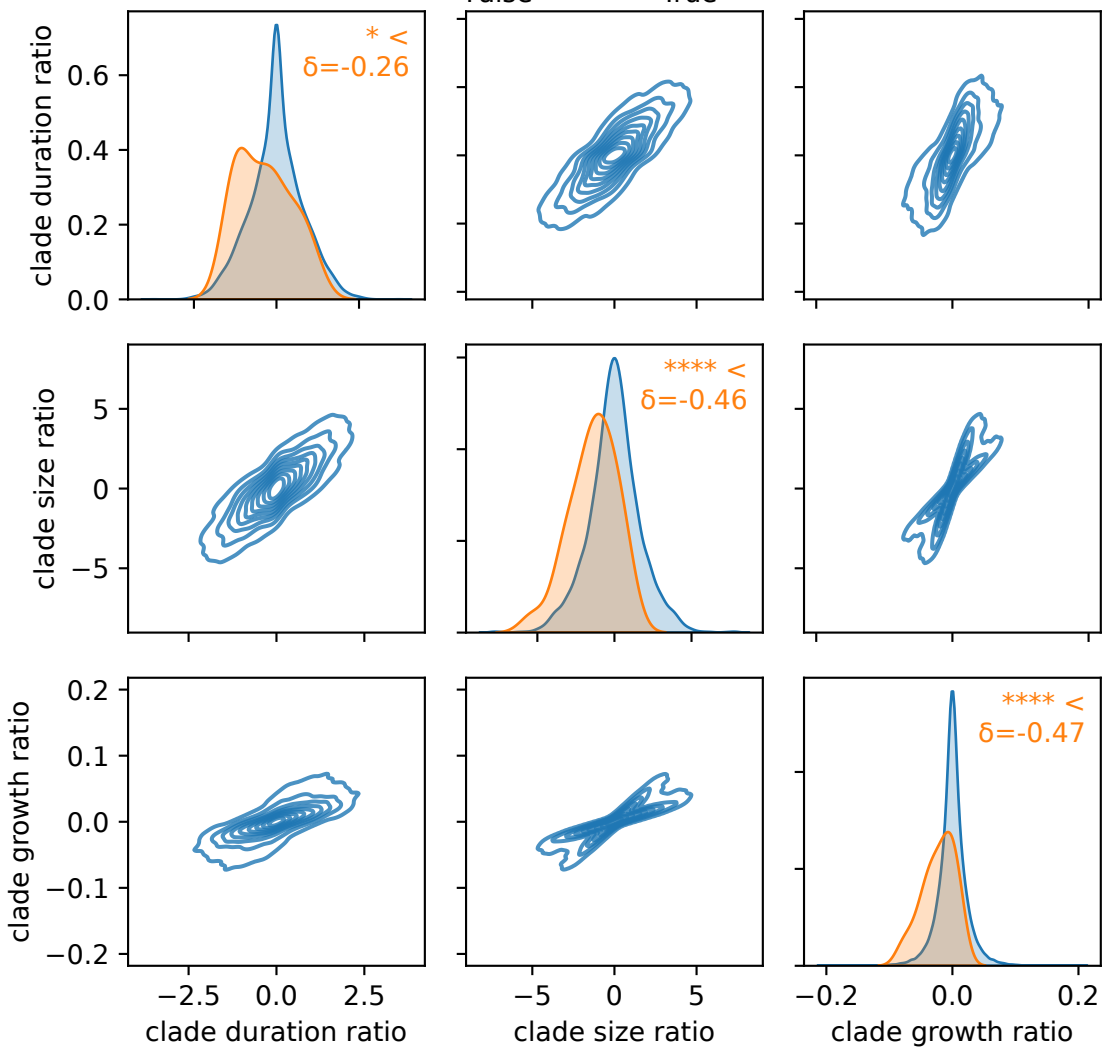 clade duration ratio
0.6
0.4
0.2
0.0
* <
δ=-0.26
clade size ratio
5
0
−5
**** <
δ=-0.46
clade growth ratio
0.2
0.1
0.0
−0.1
−0.2
**** <
δ=-0.47
−2.5 0.0 2.5
clade duration ratio
−5 0 5
clade size ratio
−0.2 0.0 0.2
clade growth ratio